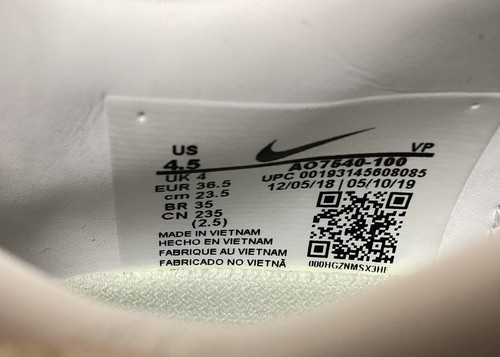 US
4.5
VP
AO7540-100
UK 4
UPC 00193145608085
EUR 36.5
12/05/18 | 05/10/19
cm 23.5
BR 35
CN 235
(2.5)
MADE IN VIETNAM
HECHO EN VIETNAM
FABRIQUE AU VIETNAM
FABRICADO NO VIETNÃ
000HGZNMSX3HF